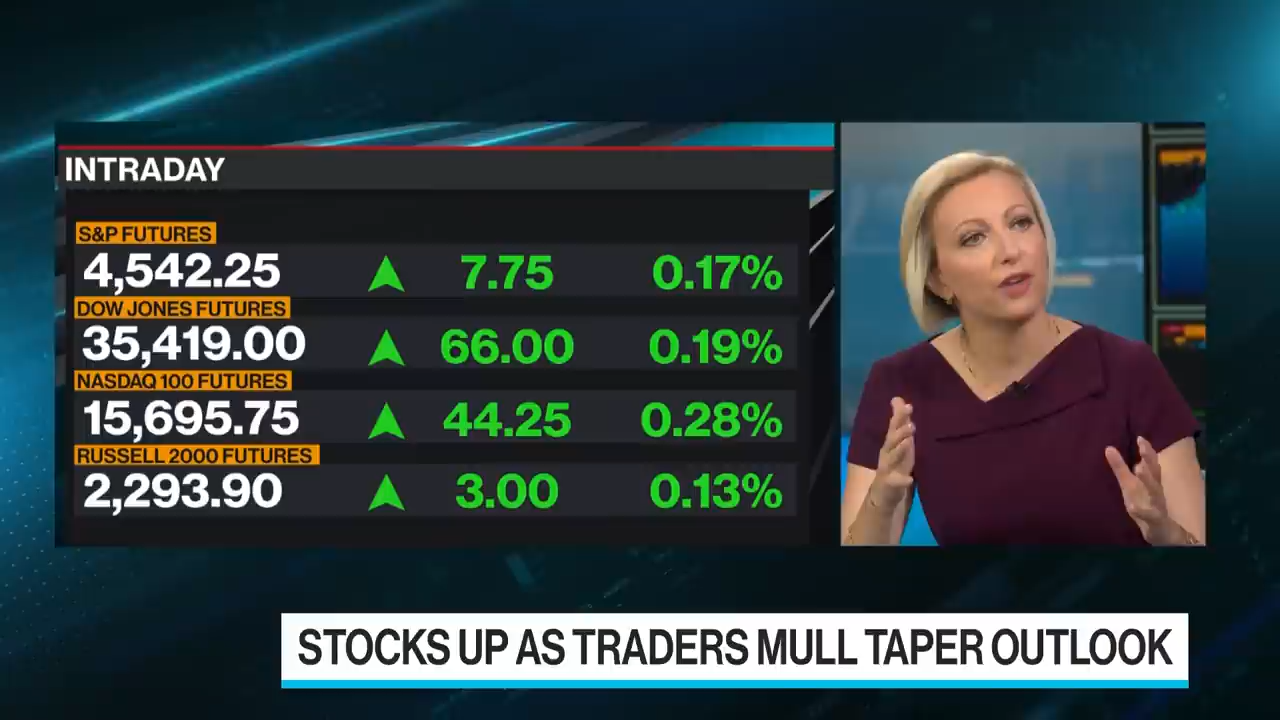 INTRADAY
S&P FUTURES
4,542.25 ▲ 7.75 0.17%
DOW JONES FUTURES
35,419.00 ▲ 66.00 0.19%
NASDAQ 100 FUTURES
15,695.75 ▲ 44.25 0.28%
RUSSELL 2000 FUTURES
2,293.90 ▲ 3.00 0.13%
STOCKS UP AS TRADERS MULL TAPER OUTLOOK